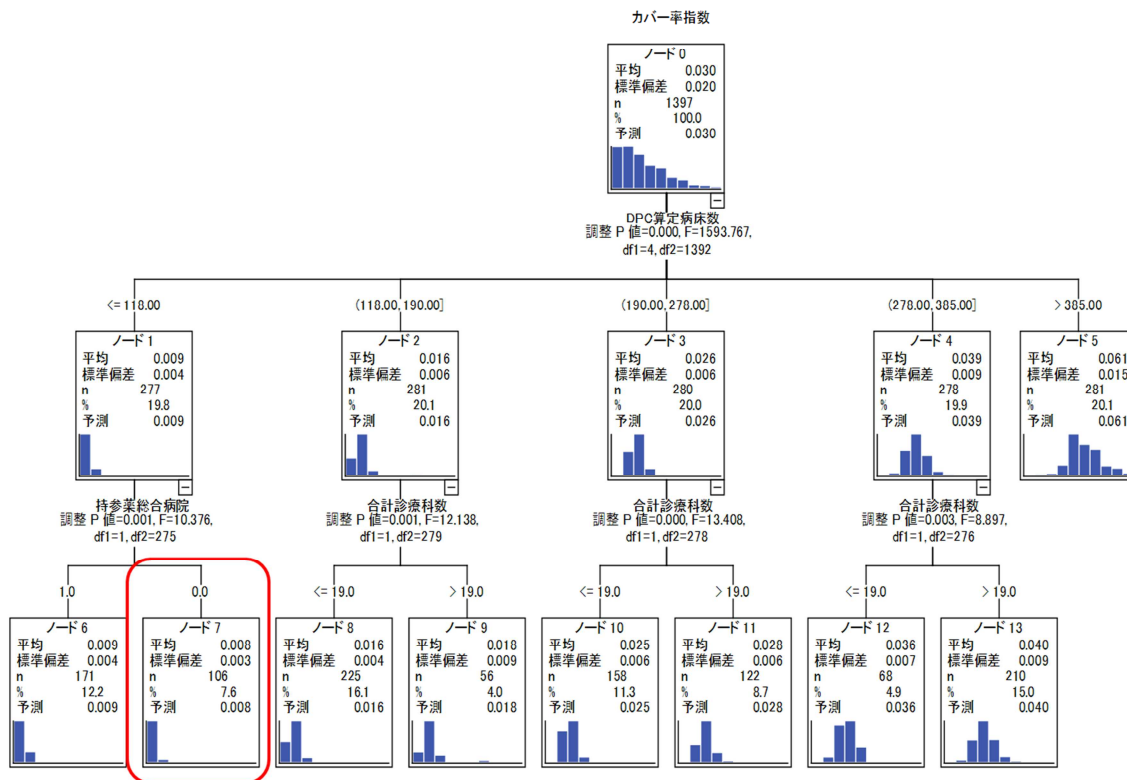 カバー率指数
ノード 0
平均 0.030
標準偏差 0.020
n 1397
% 100.0
予測 0.030
DPC算定病床数
調整 P 値=0.000, F=1593.767,
df1=4, df2=1392
<= 118.00
(118.00,190.00]
(190.00,278.00]
(278.00,385.00]
> 385.00
ノード 1
平均 0.009
標準偏差 0.004
n 277
% 19.8
予測 0.009
ノード 2
平均 0.016
標準偏差 0.006
n 281
% 20.1
予測 0.016
ノード 3
平均 0.026
標準偏差 0.006
n 280
% 20.0
予測 0.026
ノード 4
平均 0.039
標準偏差 0.009
n 278
% 19.9
予測 0.039
ノード 5
平均 0.061
標準偏差 0.015
n 281
% 20.1
予測 0.061
持参薬総合病院
調整 P 値=0.001, F=10.376,
df1=1, df2=275
合計診療科数
調整 P 値=0.001, F=12.138,
df1=1, df2=279
合計診療科数
調整 P 値=0.000, F=13.408,
df1=1, df2=278
合計診療科数
調整 P 値=0.003, F=8.897,
df1=1, df2=276
1.0
0.0
<= 19.0
> 19.0
<= 19.0
> 19.0
<= 19.0
> 19.0
ノード 6
平均 0.009
標準偏差 0.004
n 171
% 12.2
予測 0.009
ノード 7
平均 0.008
標準偏差 0.003
n 106
% 7.6
予測 0.008
ノード 8
平均 0.016
標準偏差 0.004
n 225
% 16.1
予測 0.016
ノード 9
平均 0.018
標準偏差 0.009
n 56
% 4.0
予測 0.018
ノード 10
平均 0.025
標準偏差 0.006
n 158
% 11.3
予測 0.025
ノード 11
平均 0.028
標準偏差 0.006
n 122
% 8.7
予測 0.028
ノード 12
平均 0.036
標準偏差 0.007
n 68
% 4.9
予測 0.036
ノード 13
平均 0.040
標準偏差 0.009
n 210
% 15.0
予測 0.040